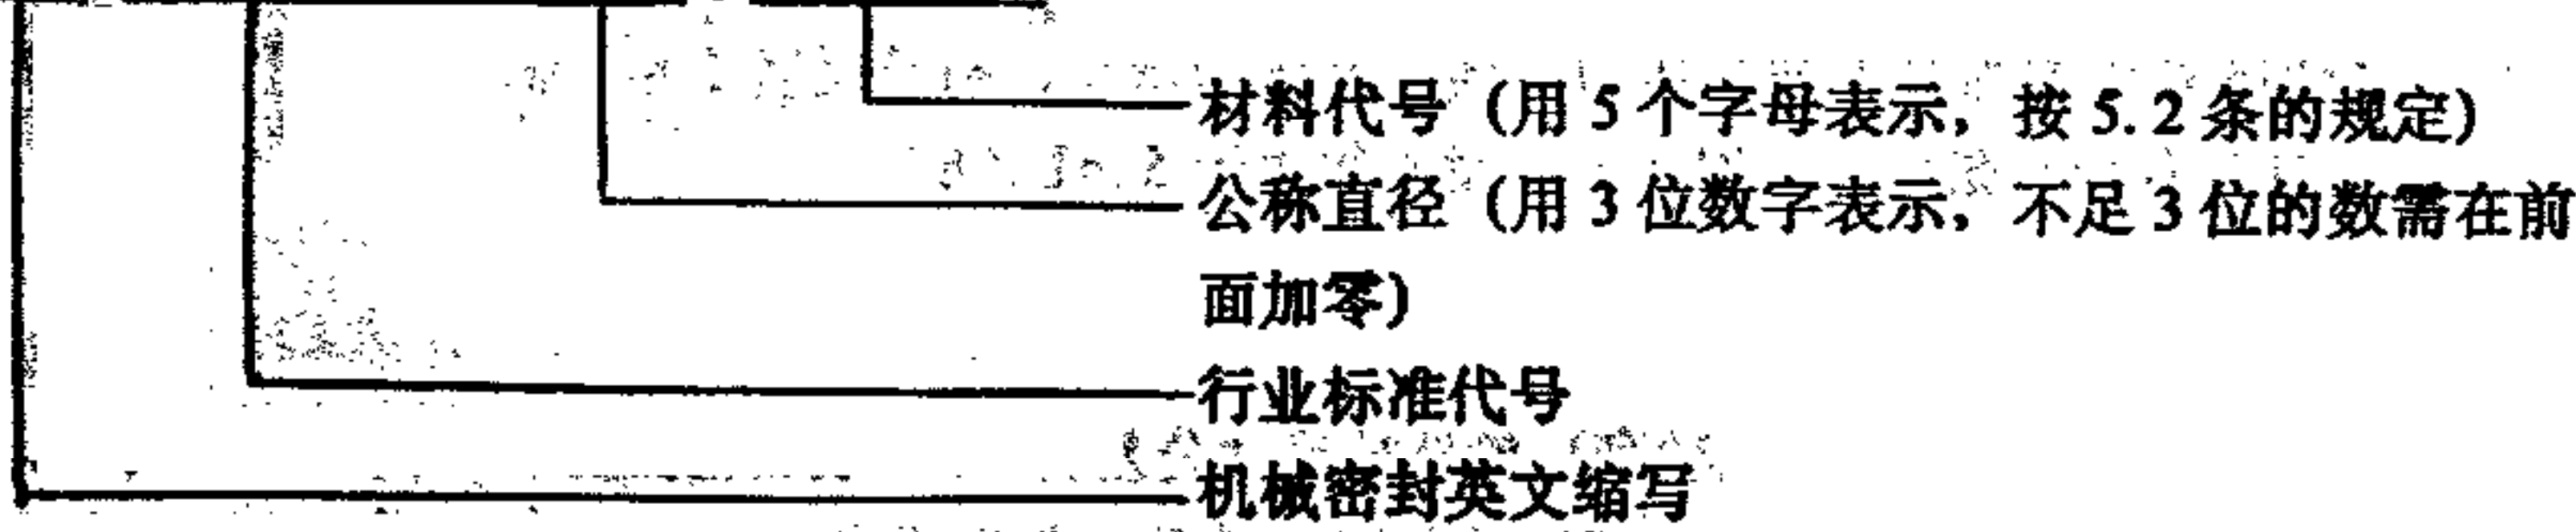 材料代号（用 5 个字母表示，按 5. 2 条的规定）
公称直径（用 3 位数字表示，不足 3 位的数需在前
面加零）
行业标准代号
机械密封英文缩写